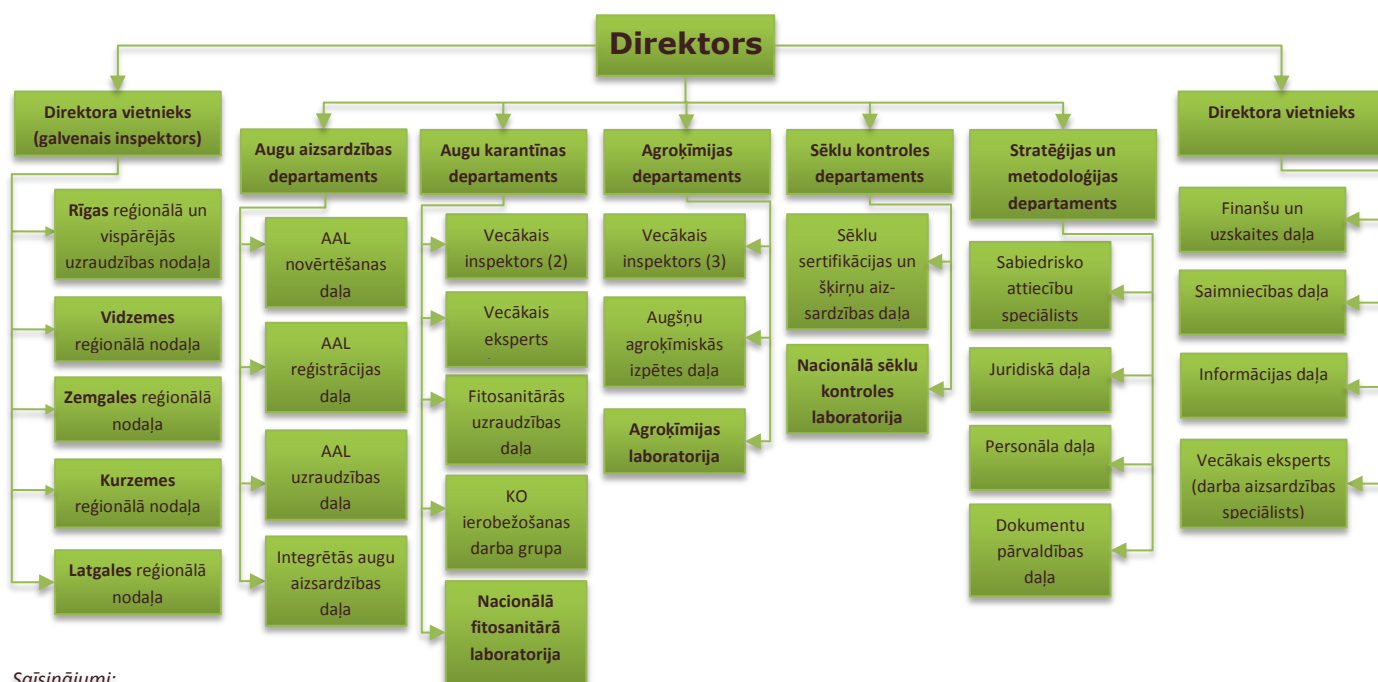 Direktors
Direktora vietnieks
(galvenais inspektors)
Rīgas reģionālā un
vispārējās
uzraudzības nodaļa
Vidzemes
reģionālā nodaļa
Zemgales reģionālā
nodaļa
Kurzemes
reģionālā nodaļa
Latgales reģionālā
nodaļa
Augu aizsardzības
departaments
AAL
novērtēšanas
daļa
AAL
reģistrācijas
daļa
AAL
uzraudzības
daļa
Integrētās augu
aizsardzības
daļa
Augu karantīnas
departaments
Vecākais
inspektors (2)
Vecākais
eksperts
Fitosanitārās
uzraudzības
daļa
KO
ierobežošanas
darba grupa
Nacionālā
fitosanitārā
laboratorija
Agroķīmijas
departaments
Vecākais
inspektors (3)
Augšņu
agroķīmiskās
izpētes daļa
Agroķīmijas
laboratorija
Sēklu kontroles
departaments
Sēklu
sertifikācijas un
šķirņu aiz-
sardzības daļa
Nacionālā sēklu
kontroles
laboratorija
Stratēģijas un
metodoloģijas
departaments
Sabiedrisko
attiecību
speciālists
Juridiskā daļa
Personāla daļa
Dokumentu
pārvaldības
daļa
Direktora vietnieks
Finanšu un
uzskaites daļa
Saimniecības daļa
Informācijas daļa
Vecākais eksperts
(darba aizsardzības
speciālists)
Saīsinājumi: